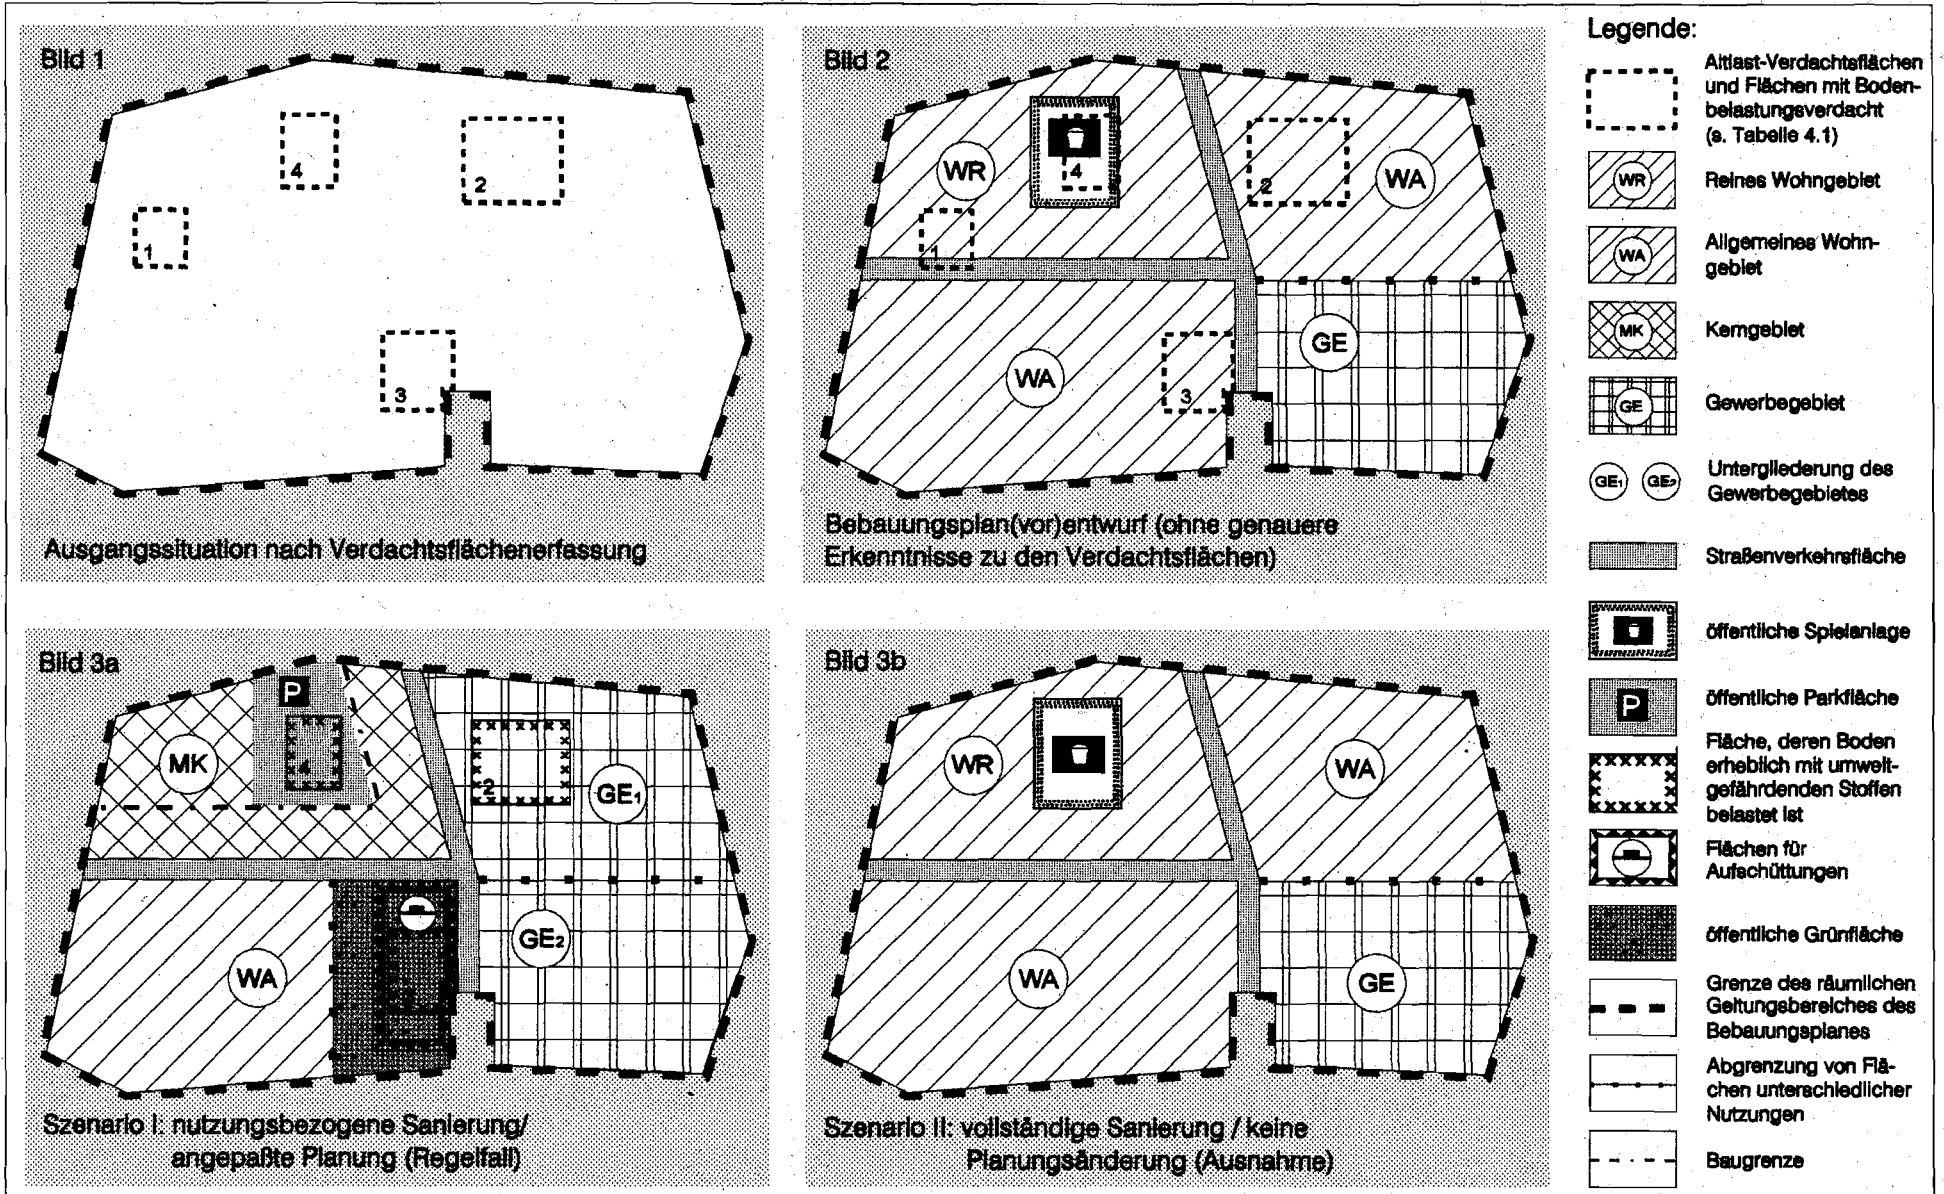 Bild 1
4
2
1
3
Ausgangssituation nach Verdachtsflächenerfassung
Bild 2
WR
4
2
WA
1
GE
WA
3
Bebauungsplan(vor)entwurf (ohne genauere
Erkenntnisse zu den Verdachtsflächen)
Bild 3a
P
MK
4
2
GE1
GE2
WA
Szenario I: nutzungsbezogene Sanierung/
angepaßte Planung (Regelfall)
Bild 3b
WR
WA
WA
GE
Szenario II: vollständige Sanierung / keine
Planungsänderung (Ausnahme)
Legende:
Altlast-Verdachtsflächen
und Flächen mit Boden-
belastungsverdacht
(s. Tabelle 4.1)
WR
Reines Wohngebiet
WA
Allgemeines Wohn-
gebiet
MK
Kerngebiet
GE
Gewerbegebiet
GE1 GE2
Untergliederung des
Gewerbegebietes
Straßenverkehrsfläche
öffentliche Spielanlage
P
öffentliche Parkfläche
Fläche, deren Boden
erheblich mit umwelt-
gefährdenden Stoffen
belastet ist
Flächen für
Aufschüttungen
öffentliche Grünfläche
Grenze des räumlichen
Geltungsbereiches des
Bebauungsplanes
Abgrenzung von Flä-
chen unterschiedlicher
Nutzungen
Baugrenze